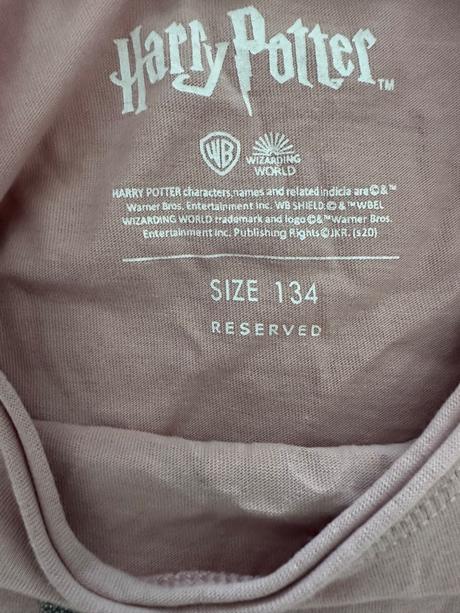 Harry Potter™
WB WIZARDING
WORLD
HARRY POTTER characters,names and related indicia are©&™
Warner Bros. Entertainment Inc. WB SHIELD:© &™WBEI.
WIZARDING WORLD trademark and logo©&™Warner Bros.
Entertainment Inc. Publishing Rights©JKR. (s20)
SIZE 134
RESERVED